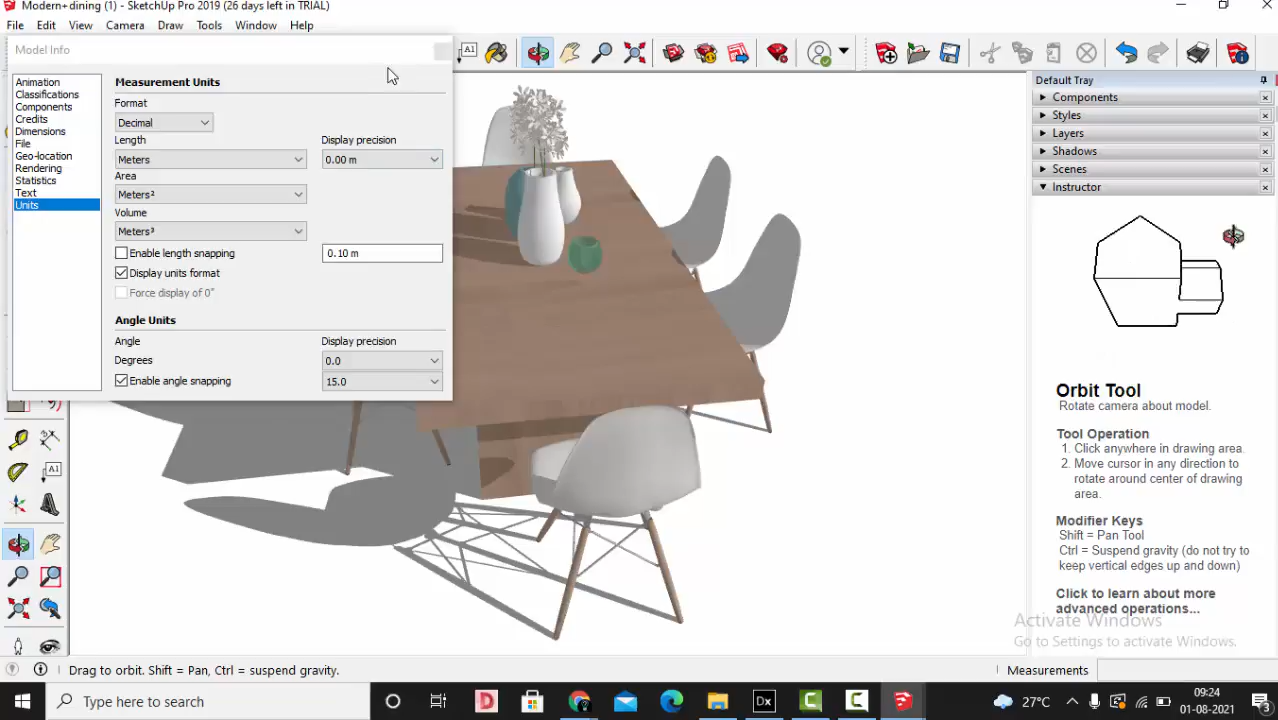 Modern+dining (1) - SketchUp Pro 2019 (26 days left in TRIAL)
File Edit View Camera Draw Tools Window Help
Model Info
Animation
Classifications
Components
Credits
Dimensions
File
Geo-location
Rendering
Statistics
Text
Units
Measurement Units
Format
Decimal
Length Display precision
Meters 0.00 m
Area
Meters²
Volume
Meters³
Enable length snapping 0.10 m
Display units format
Force display of 0"
Angle Units
Angle Display precision
Degrees 0.0
Enable angle snapping 15.0
A1
A1
Default Tray
Components
Styles
Layers
Shadows
Scenes
Instructor
Orbit Tool
Rotate camera about model.
Tool Operation
1. Click anywhere in drawing area.
2. Move cursor in any direction to
rotate around center of drawing
area.
Modifier Keys
Shift = Pan Tool
Ctrl = Suspend gravity (do not try to
keep vertical edges up and down)
Click to learn about more
advanced operations...
Activate Windows
Go to Settings to activate Windows.
Drag to orbit. Shift = Pan, Ctrl = suspend gravity.
Measurements
Type here to search
D
Dx
C
C
27°C
09:24
01-08-2021
3